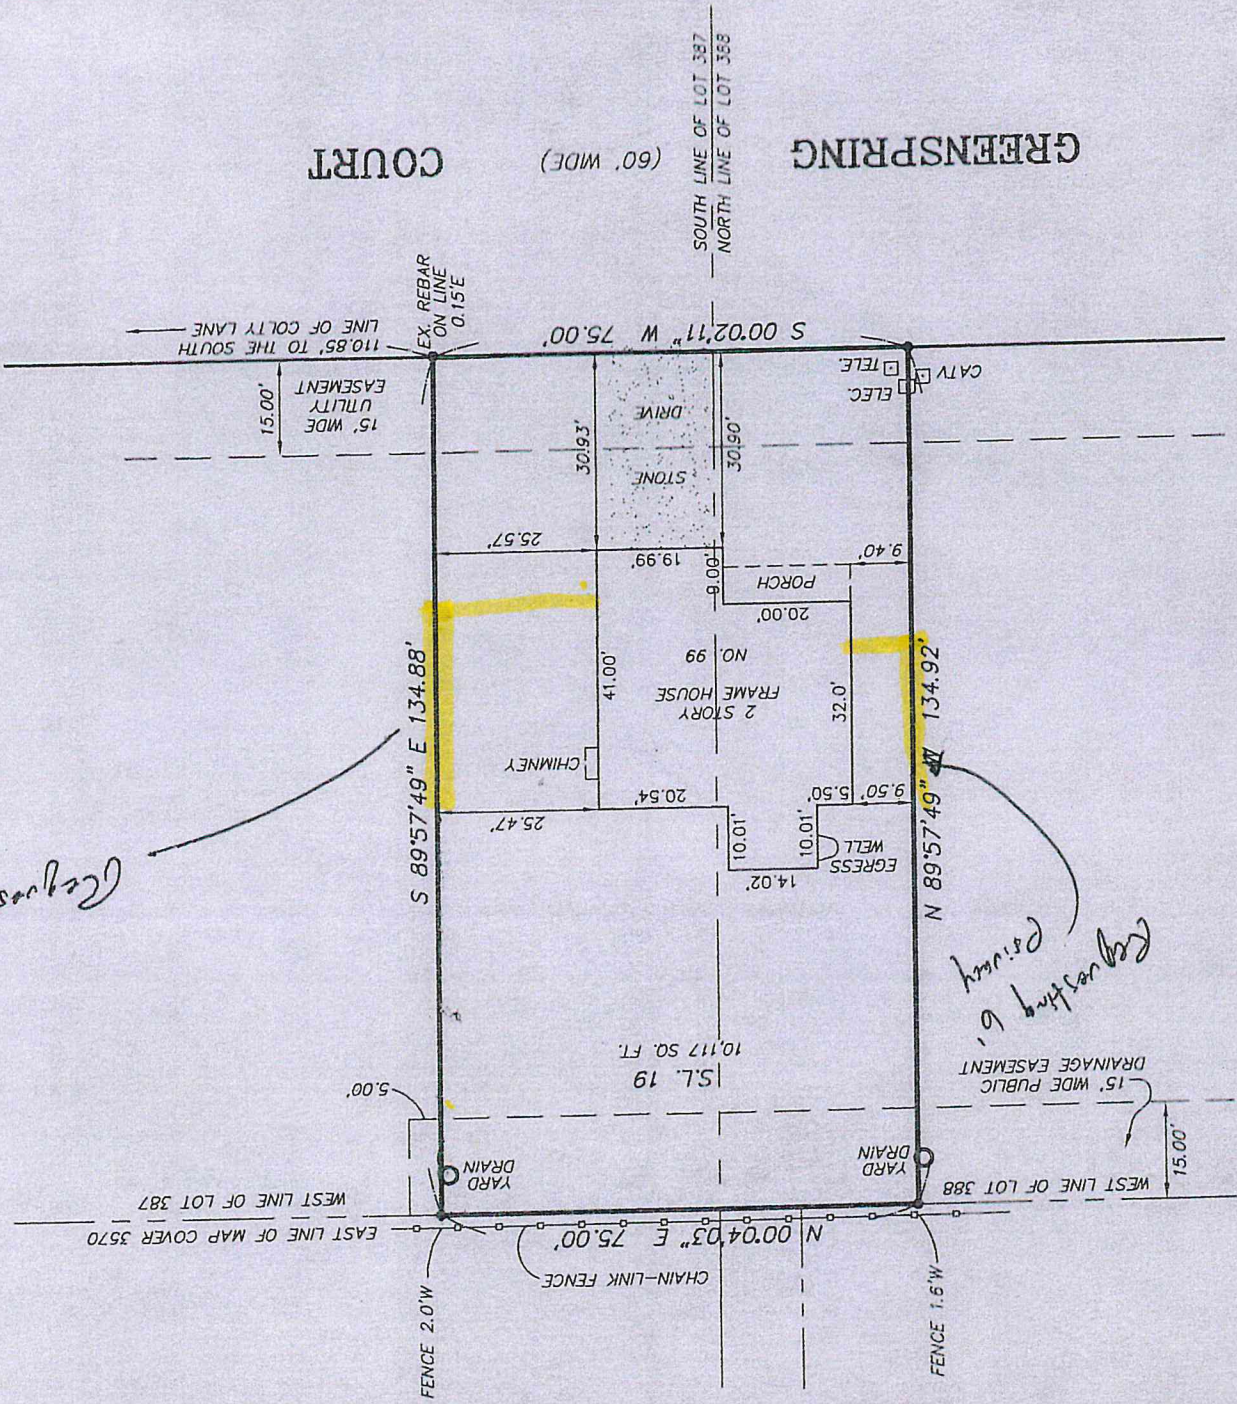 GREENSPRING
(60' WIDE)
COURT
SOUTH LINE OF LOT 387
NORTH LINE OF LOT 388
EX. REBAR
ON LINE
0.15'E
110.85' TO THE SOUTH
LINE OF COLTY LANE
S 00°02'11" W 75.00'
CATV
TELE.
ELEC.
15' WIDE
UTILITY
EASEMENT
15.00'
STONE
DRIVE
30.93'
30.90'
25.57'
19.99'
9.00'
PORCH
20.00'
9.40'
NO. 99
2 STORY
FRAME HOUSE
41.00'
32.0'
CHIMNEY
S 89°57'49" E 134.88'
N 89°57'49" W 134.92'
25.47'
20.54'
10.01'
14.02'
10.01'
5.50'
9.50'
EGRESS
WELL
Requesting 6'
Privacy
S.L. 19
10,117 SQ. FT.
5.00'
15' WIDE PUBLIC
DRAINAGE EASEMENT
15.00'
YARD
DRAIN
YARD
DRAIN
WEST LINE OF LOT 388
WEST LINE OF LOT 387
EAST LINE OF MAP COVER 3570
N 00°04'03" E 75.00'
CHAIN-LINK FENCE
FENCE 2.0'W
FENCE 1.6'W